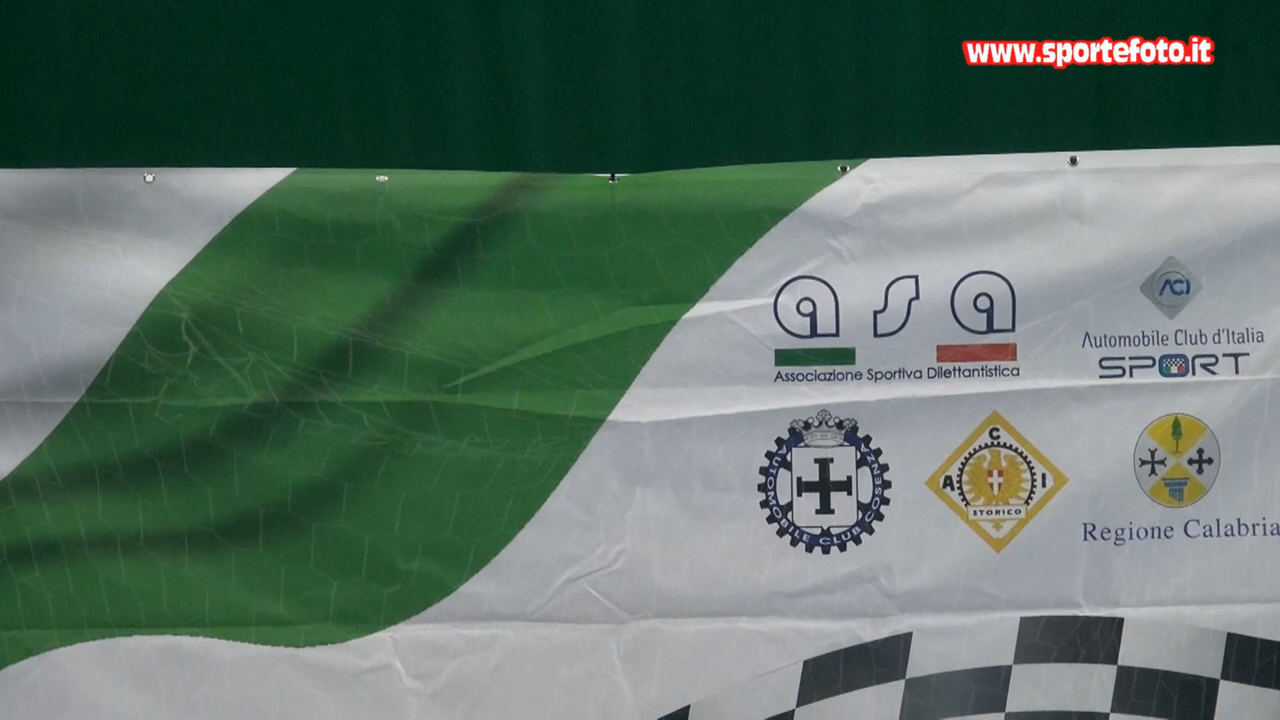 www.sportefoto.it
asa
Associazione Sportiva Dilettantistica
ACI
Automobile Club d'Italia
SPORT
AUTOMOBILE CLUB COSENZA
A C I
STORICO
Regione Calabria